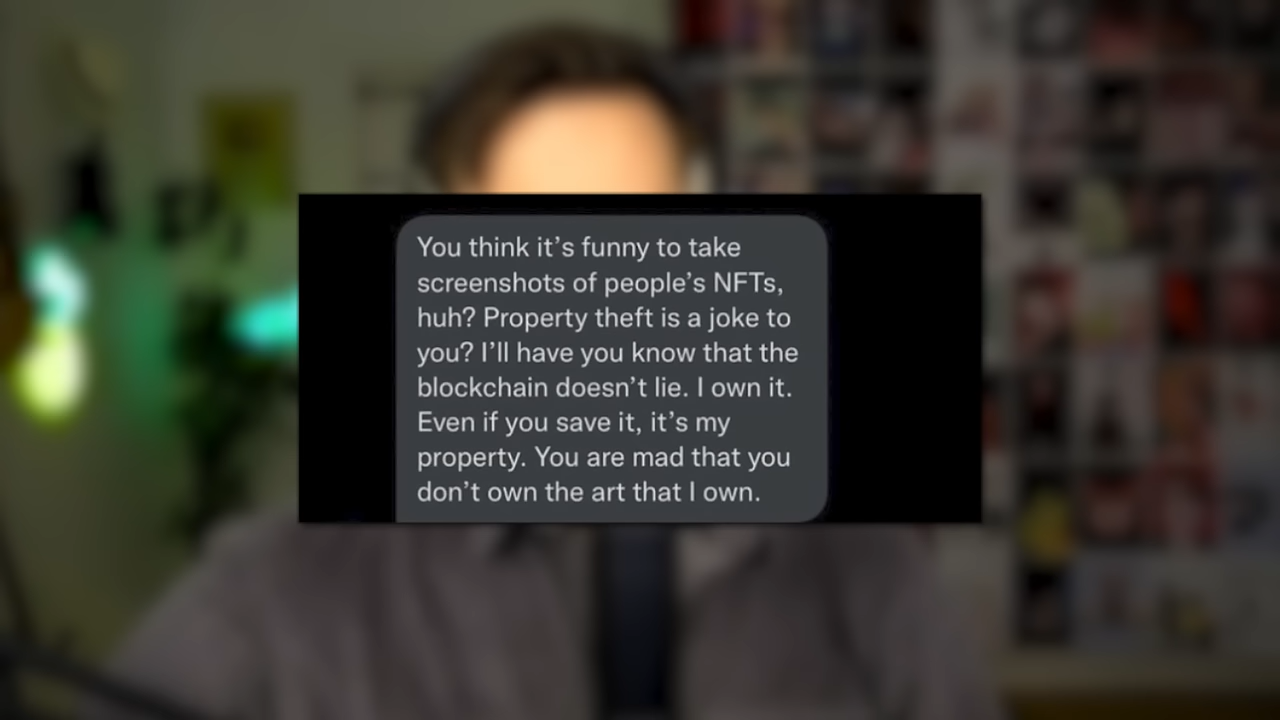 You think it’s funny to take
screenshots of people’s NFTs,
huh? Property theft is a joke to
you? I’ll have you know that the
blockchain doesn’t lie. I own it.
Even if you save it, it’s my
property. You are mad that you
don’t own the art that I own.